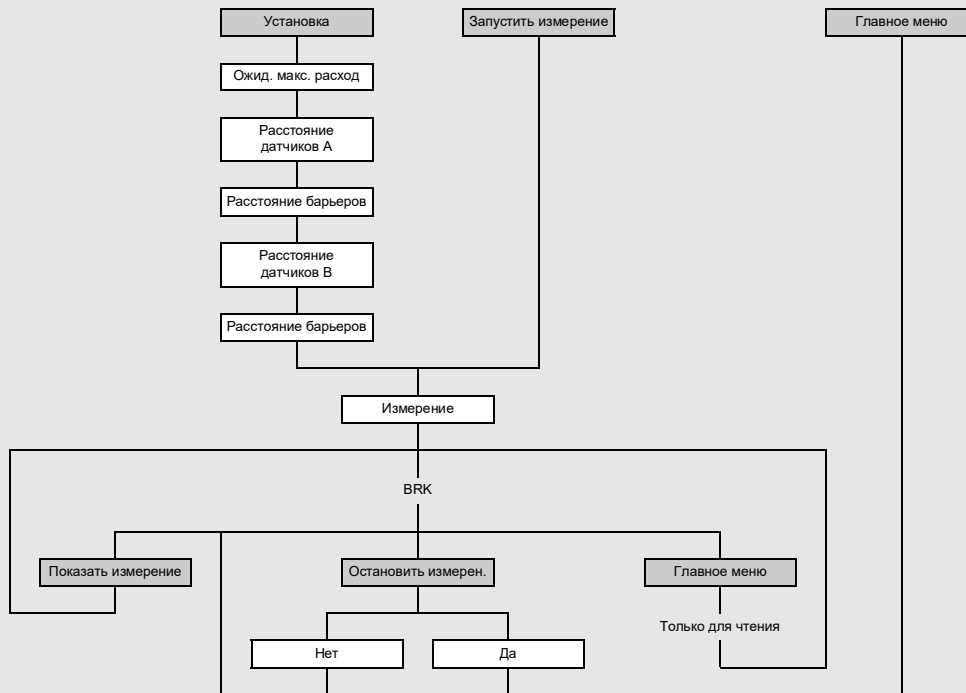 Установка
Запустить измерение
Главное меню
Ожид. макс. расход
Расстояние
датчиков A
Расстояние барьеров
Расстояние
датчиков B
Расстояние барьеров
Измерение
BRK
Показать измерение
Остановить измерен.
Главное меню
Только для чтения
Нет
Да